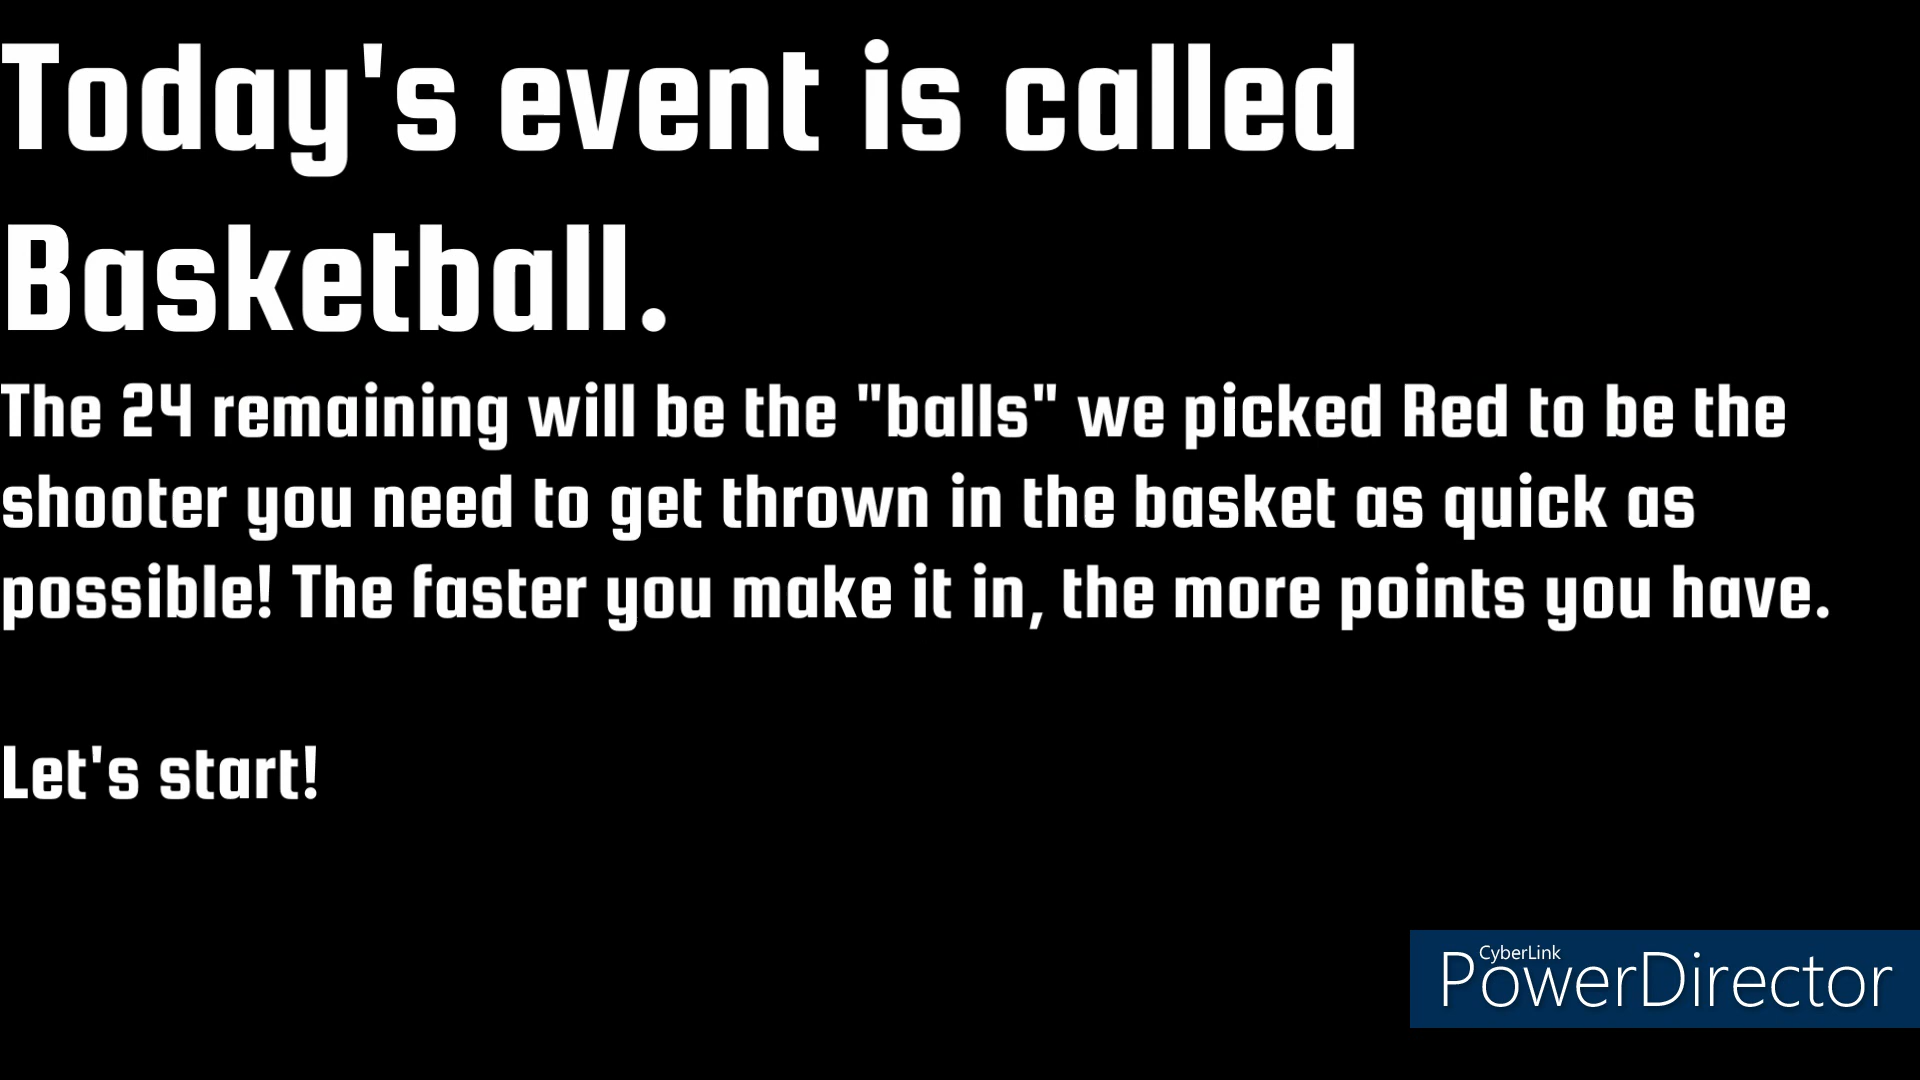 Today's event is called
Basketball.
The 24 remaining will be the "balls" we picked Red to be the
shooter you need to get thrown in the basket as quick as
possible! The faster you make it in, the more points you have.
Let's start!
CyberLink
PowerDirector